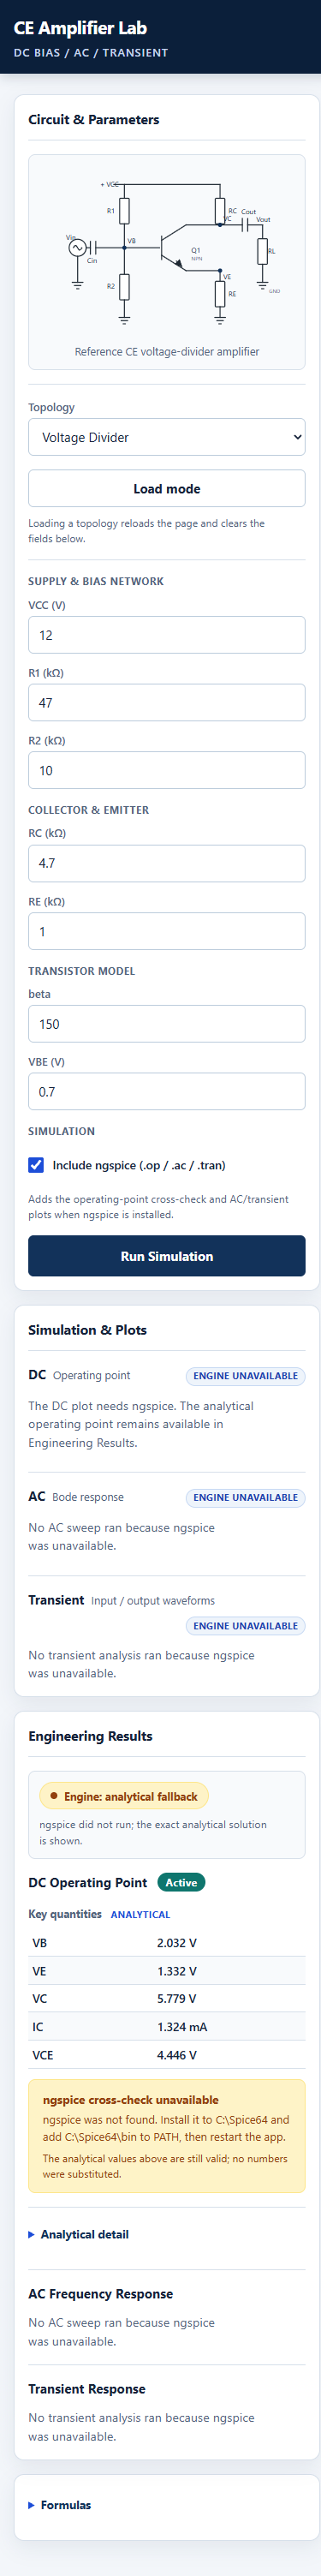 CE Amplifier Lab
DC BIAS / AC / TRANSIENT
Circuit & Parameters
+ VCC
R1
RC
Cout
VC
Vout
Vin
VB
Cin
Q1
NPN
RL
VE
R2
RE
GND
Reference CE voltage-divider amplifier
Topology
Voltage Divider
Load mode
Loading a topology reloads the page and clears the
fields below.
SUPPLY & BIAS NETWORK
VCC (V)
12
R1 (kΩ)
47
R2 (kΩ)
10
COLLECTOR & EMITTER
RC (kΩ)
4.7
RE (kΩ)
1
TRANSISTOR MODEL
beta
150
VBE (V)
0.7
SIMULATION
Include ngspice (.op / .ac / .tran)
Adds the operating-point cross-check and AC/transient
plots when ngspice is installed.
Run Simulation
Simulation & Plots
DC Operating point ENGINE UNAVAILABLE
The DC plot needs ngspice. The analytical
operating point remains available in
Engineering Results.
AC Bode response ENGINE UNAVAILABLE
No AC sweep ran because ngspice
was unavailable.
Transient Input / output waveforms
ENGINE UNAVAILABLE
No transient analysis ran because ngspice
was unavailable.
Engineering Results
Engine: analytical fallback
ngspice did not run; the exact analytical solution
is shown.
DC Operating Point Active
Key quantities ANALYTICAL
VB 2.032 V
VE 1.332 V
VC 5.779 V
IC 1.324 mA
VCE 4.446 V
ngspice cross-check unavailable
ngspice was not found. Install it to C:\Spice64 and
add C:\Spice64\bin to PATH, then restart the app.
The analytical values above are still valid; no numbers
were substituted.
Analytical detail
AC Frequency Response
No AC sweep ran because ngspice
was unavailable.
Transient Response
No transient analysis ran because ngspice
was unavailable.
Formulas